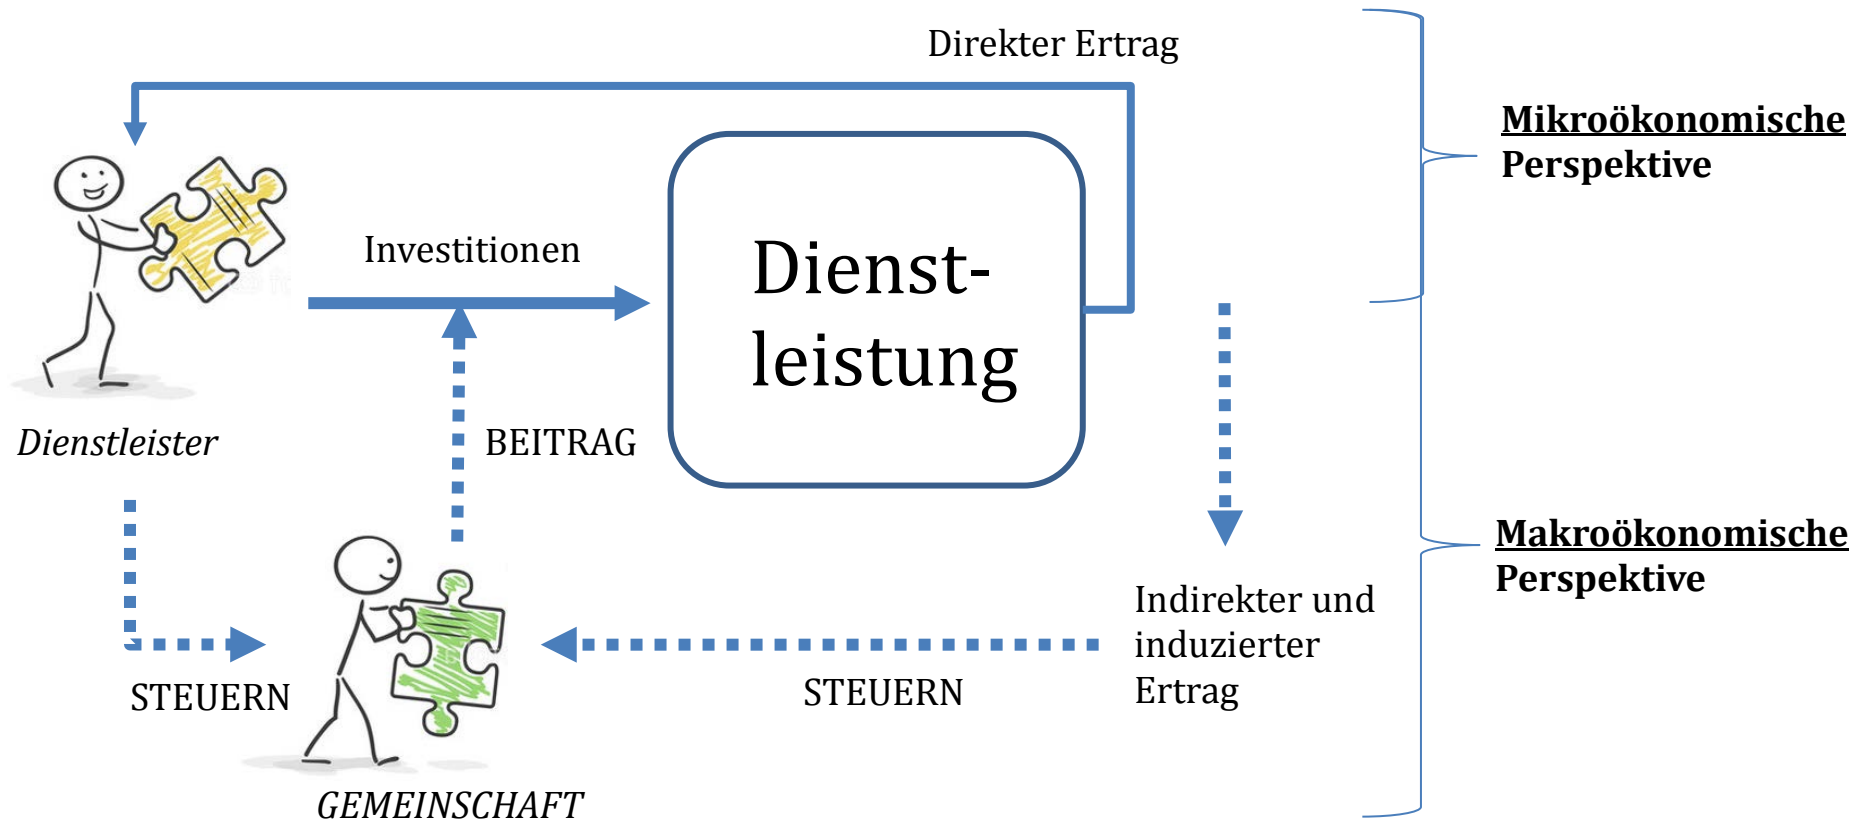 Direkter Ertrag
Mikroökonomische
Perspektive
Investitionen
Dienst-
leistung
Dienstleister
BEITRAG
Makroökonomische
Perspektive
Indirekter und
induzierter
Ertrag
STEUERN
STEUERN
GEMEINSCHAFT